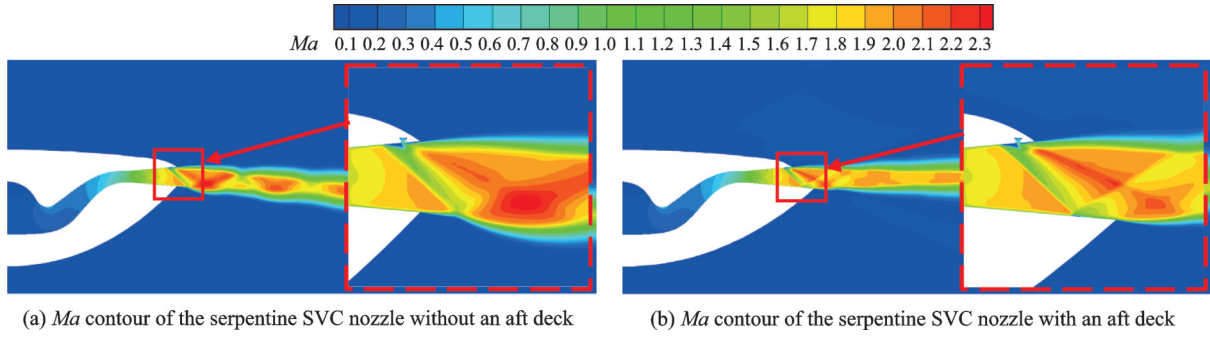 Ma 0.1 0.2 0.3 0.4 0.5 0.6 0.7 0.8 0.9 1.0 1.1 1.2 1.3 1.4 1.5 1.6 1.7 1.8 1.9 2.0 2.1 2.2 2.3
(a) Ma contour of the serpentine SVC nozzle without an aft deck
(b) Ma contour of the serpentine SVC nozzle with an aft deck